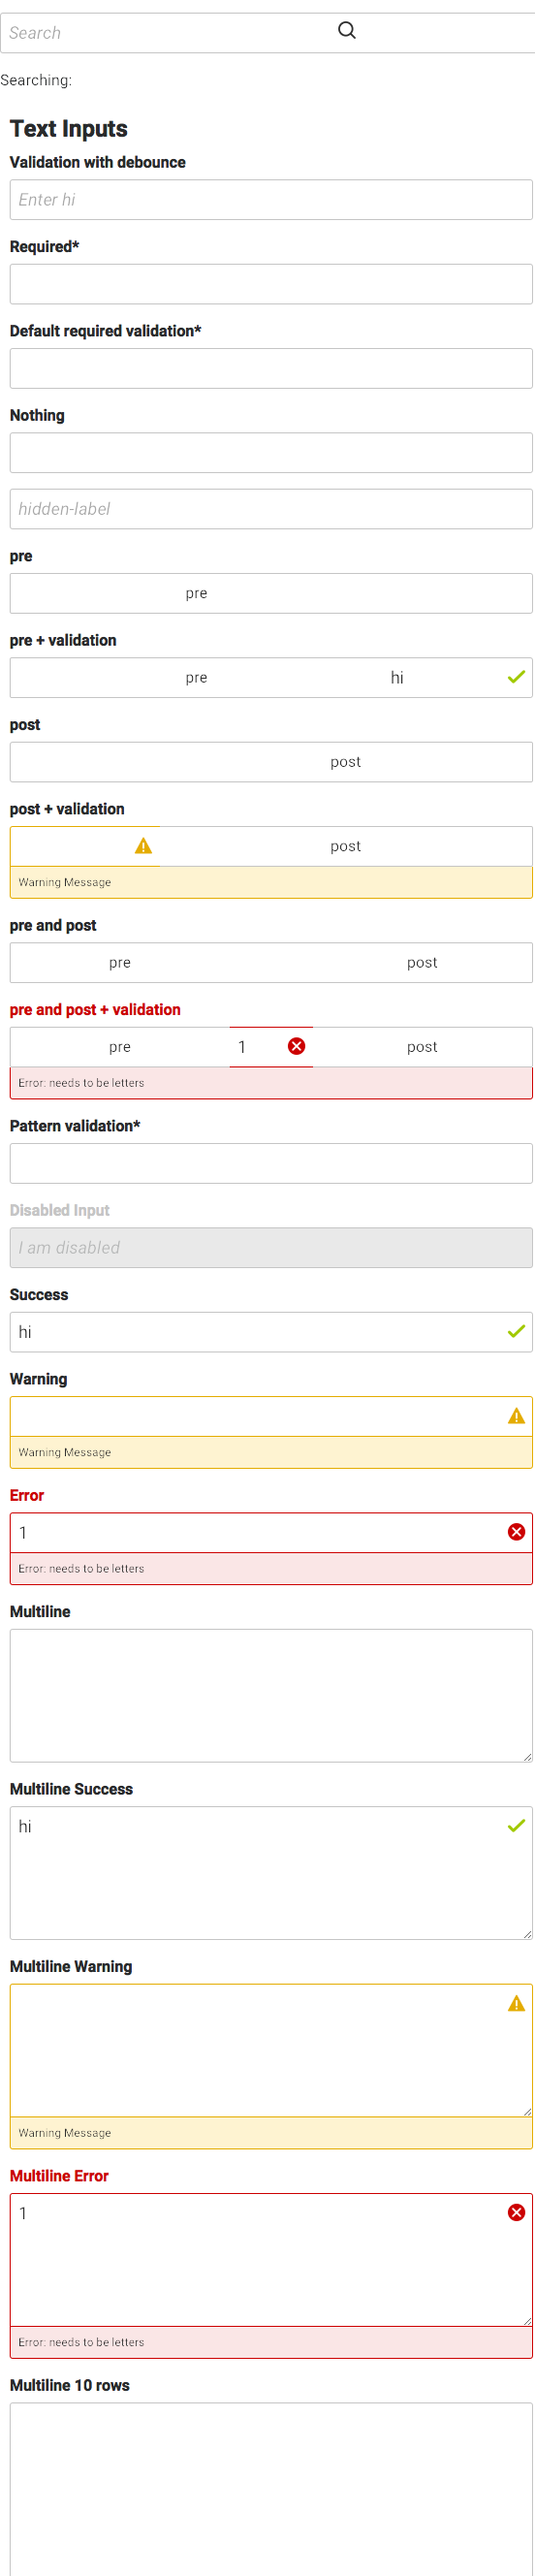 Search
Searching:
Text Inputs
Validation with debounce
Enter hi
Required*
Default required validation*
Nothing
hidden-label
pre
pre
pre + validation
pre hi
post
post
post + validation
post
Warning Message
pre and post
pre post
pre and post + validation
pre 1 post
Error: needs to be letters
Pattern validation*
Disabled Input
I am disabled
Success
hi
Warning
Warning Message
Error
1
Error: needs to be letters
Multiline
Multiline Success
hi
Multiline Warning
Warning Message
Multiline Error
1
Error: needs to be letters
Multiline 10 rows